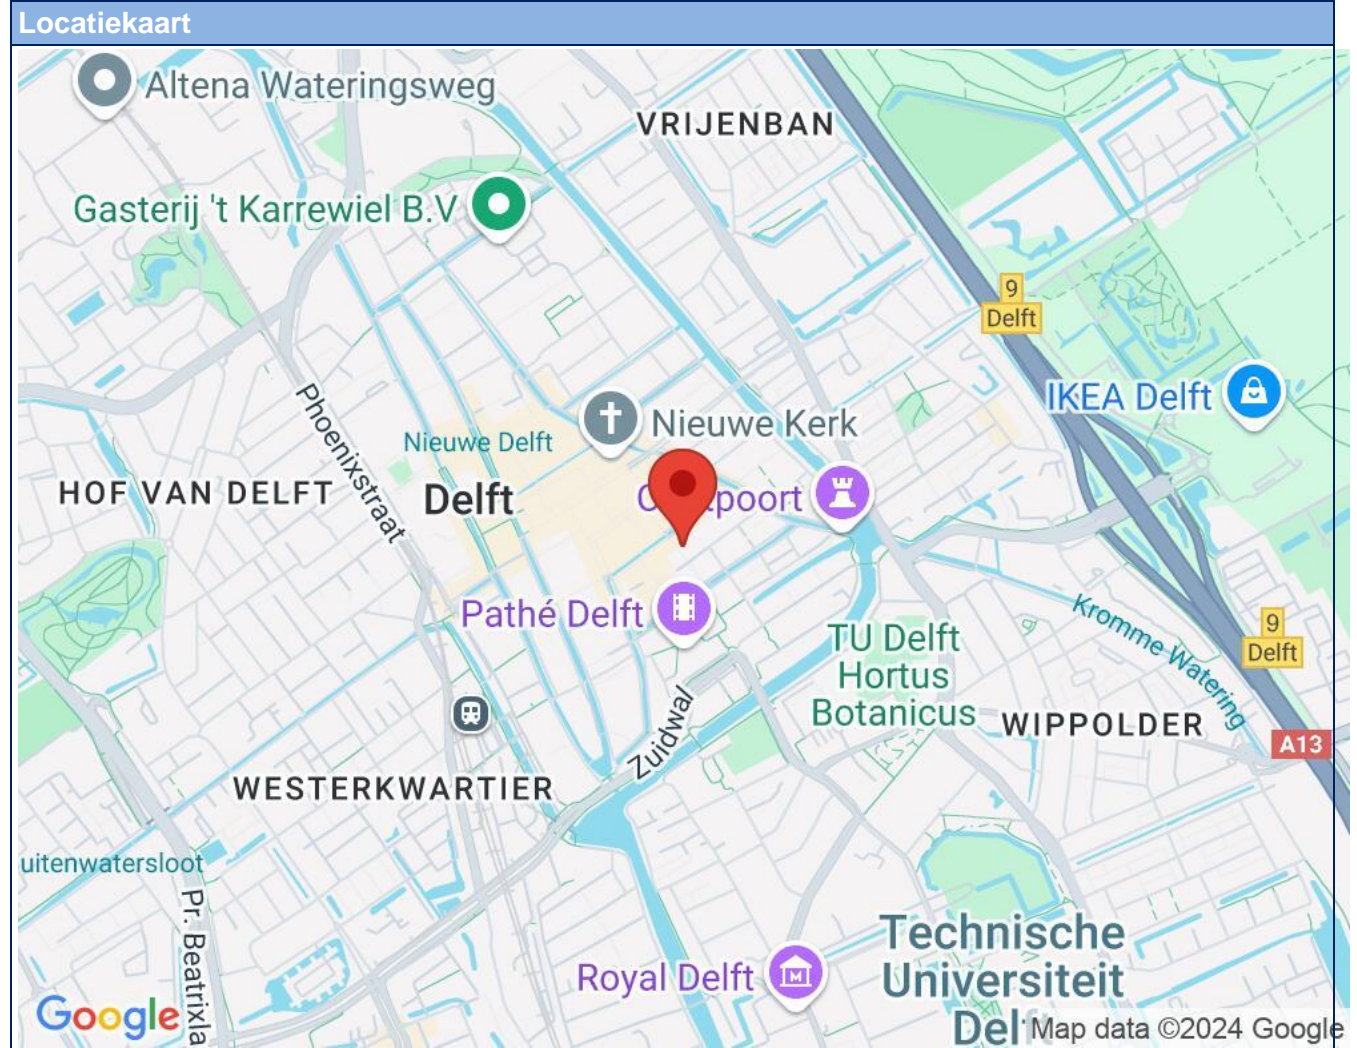 Locatiekaart
Altena Wateringsweg
VRIJENBAN
Gasterij 't Karrewiel B.V
9
Delft
Phoenixstraat
IKEA Delft
Nieuwe Kerk
Nieuwe Delft
HOF VAN DELFT
Delft
poort
Pathé Delft
Kromme Watering
9
Delft
TU Delft
Hortus
Botanicus
WIPPOLDER
A13
Zuidwal
WESTERKWARTIER
uitenwatersloot
Pr. Beatrixla
Technische
Universiteit
Del
Royal Delft
M
Google
Map data ©2024 Google